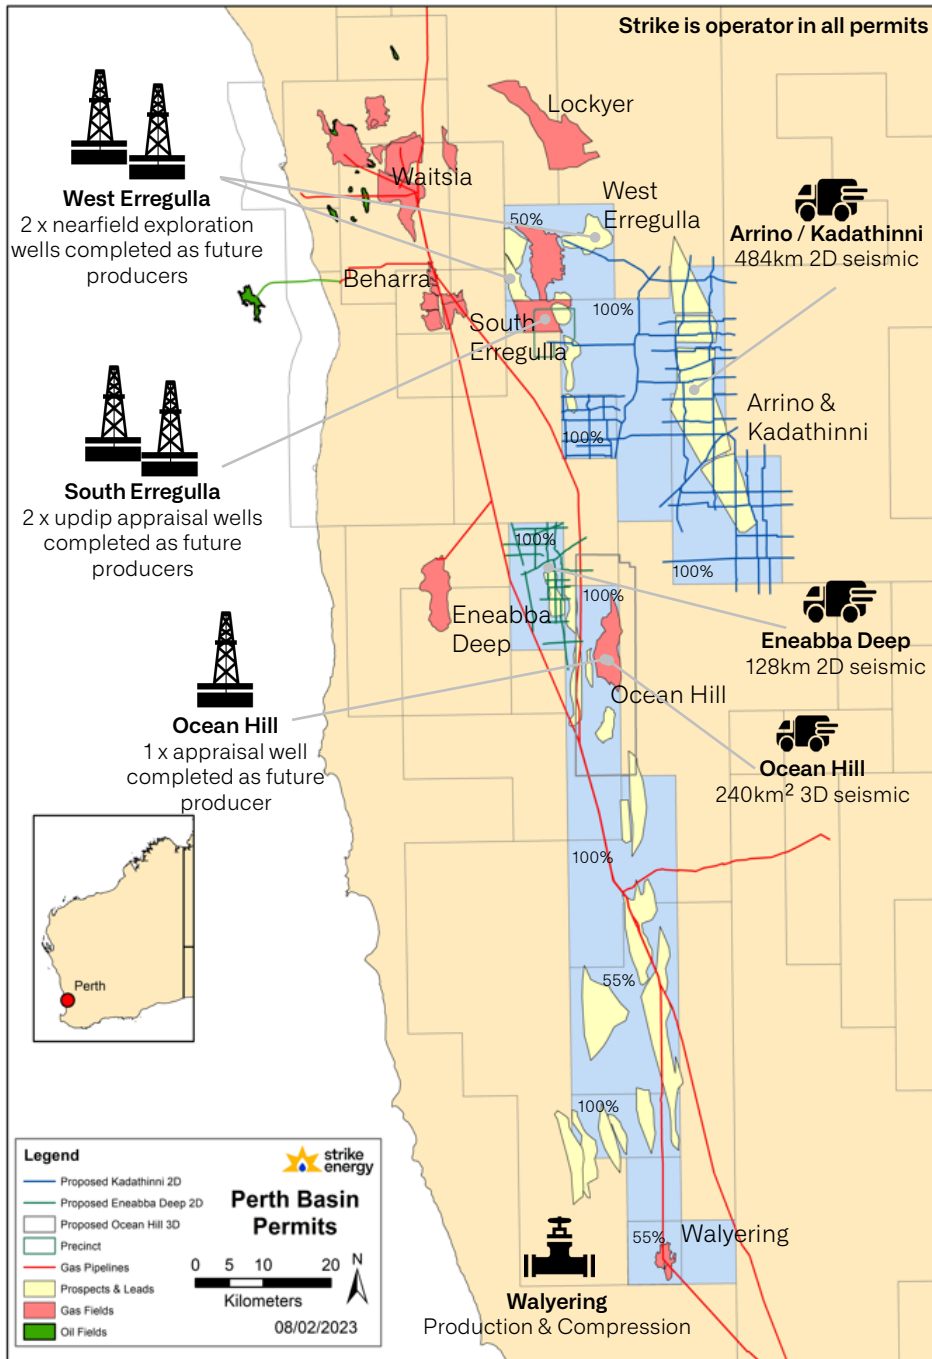 Strike is operator in all permits
Lockyer
Waitsia
West Erregulla
2 x nearfield exploration
wells completed as future
producers
West
Erregulla
50%
Arrino / Kadathinni
484km 2D seismic
Beharra
100%
South
Erregulla
Arrino &
Kadathinni
100%
South Erregulla
2 x updip appraisal wells
completed as future
producers
100%
100%
100%
Eneabba
Deep
Eneabba Deep
128km 2D seismic
Ocean Hill
Ocean Hill
1 x appraisal well
completed as future
producer
Ocean Hill
240km² 3D seismic
100%
Perth
55%
100%
55%
Walyering
Walyering
Production & Compression
Legend
Proposed Kadathinni 2D
Proposed Eneabba Deep 2D
Proposed Ocean Hill 3D
Precinct
Gas Pipelines
Prospects & Leads
Gas Fields
Oil Fields
strike
energy
Perth Basin
Permits
0 5 10 20
Kilometers
N
08/02/2023